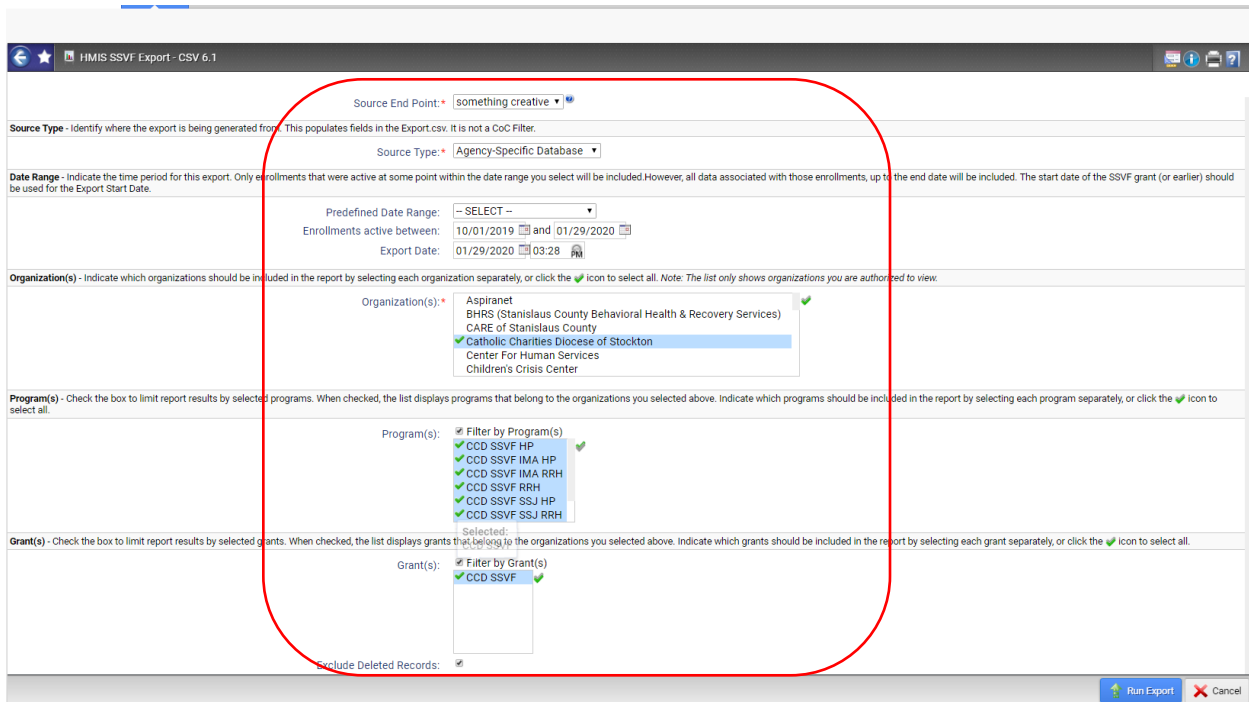 HMIS SSVF Export - CSV 6.1
Source End Point:* something creative
Source Type - Identify where the export is being generated from. This populates fields in the Export.csv. It is not a CoC Filter.
Source Type:* Agency-Specific Database
Date Range - Indicate the time period for this export. Only enrollments that were active at some point within the date range you select will be included.However, all data associated with those enrollments, up to the end date will be included. The start date of the SSVF grant (or earlier) should
be used for the Export Start Date.
Predefined Date Range: -- SELECT --
Enrollments active between: 10/01/2019 and 01/29/2020
Export Date: 01/29/2020 03:28 PM
Organization(s) - Indicate which organizations should be included in the report by selecting each organization separately, or click the icon to select all. Note: The list only shows organizations you are authorized to view.
Organization(s):* Aspiranet
BHRS (Stanislaus County Behavioral Health & Recovery Services)
CARE of Stanislaus County
Catholic Charities Diocese of Stockton
Center For Human Services
Children's Crisis Center
Program(s) - Check the box to limit report results by selected programs. When checked, the list displays programs that belong to the organizations you selected above. Indicate which programs should be included in the report by selecting each program separately, or click the icon to
select all.
Program(s): Filter by Program(s)
CCD SSVF HP
CCD SSVF IMA HP
CCD SSVF IMA RRH
CCD SSVF RRH
CCD SSVF SSJ HP
CCD SSVF SSJ RRH
Selected:
CCD SSVF
Grant(s) - Check the box to limit report results by selected grants. When checked, the list displays grants that belong to the organizations you selected above. Indicate which grants should be included in the report by selecting each grant separately, or click the icon to select all.
Grant(s): Filter by Grant(s)
CCD SSVF
Exclude Deleted Records:
Run Export Cancel